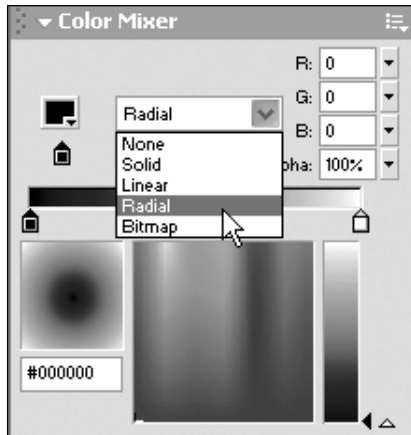 Color Mixer
R: 0
G: 0
Radial
B: 0
None
Solid
pha: 100%
Linear
Radial
Bitmap
#000000